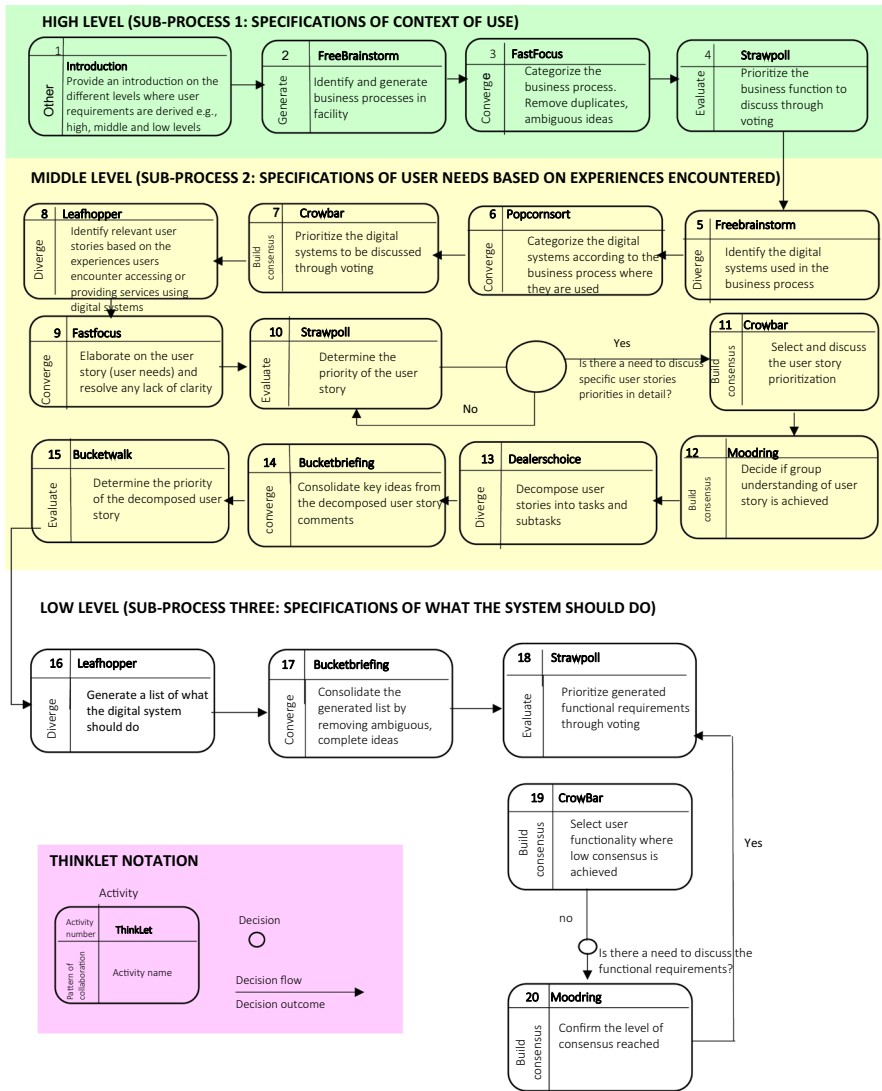 HIGH LEVEL (SUB-PROCESS 1: SPECIFICATIONS OF CONTEXT OF USE)
1
Introduction
Other
Provide an introduction on the
different levels where user
requirements are derived e.g.,
high, middle and low levels
2
FreeBrainstorm
Generate
Identify and generate
business processes in
facility
3
FastFocus
Converge
Categorize the
business process.
Remove duplicates,
ambiguous ideas
4
Strawpoll
Evaluate
Prioritize the
business function to
discuss through
voting
MIDDLE LEVEL (SUB-PROCESS 2: SPECIFICATIONS OF USER NEEDS BASED ON EXPERIENCES ENCOUNTERED)
5 Freebrainstorm
Diverge
Identify the digital
systems used in the
business process
6 Popcornsort
Converge
Categorize the digital
systems according to the
business process where
they are used
7 Crowbar
Build
consensus
Prioritize the digital
systems to be discussed
through voting
8 Leafhopper
Diverge
Identify relevant user
stories based on the
experiences users
encounter accessing or
providing services using
digital systems
9 Fastfocus
Converge
Elaborate on the user
story (user needs) and
resolve any lack of clarity
10 Strawpoll
Evaluate
Determine the
priority of the user
story
Yes
Is there a need to discuss
specific user stories
priorities in detail?
No
11 Crowbar
Build
consensus
Select and discuss
the user story
prioritization
12 Moodring
Build
consensus
Decide if group
understanding of user
story is achieved
13 Dealerschoice
Diverge
Decompose user
stories into tasks and
subtasks
14 Bucketbriefing
converge
Consolidate key ideas from
the decomposed user story
comments
15 Bucketwalk
Evaluate
Determine the priority
of the decomposed user
story
LOW LEVEL (SUB-PROCESS THREE: SPECIFICATIONS OF WHAT THE SYSTEM SHOULD DO)
16 Leafhopper
Diverge
Generate a list of what
the digital system
should do
17 Bucketbriefing
Converge
Consolidate the
generated list by
removing ambiguous,
complete ideas
18 Strawpoll
Evaluate
Prioritize generated
functional requirements
through voting
19 CrowBar
Build
consensus
Select user
functionality where
low consensus is
achieved
Yes
no
Is there a need to discuss the
functional requirements?
20 Moodring
Build
consensus
Confirm the level of
consensus reached
THINKLET NOTATION
Activity
Activity
number
ThinkLet
Pattern of
collaboration
Activity name
Decision
Decision flow
Decision outcome